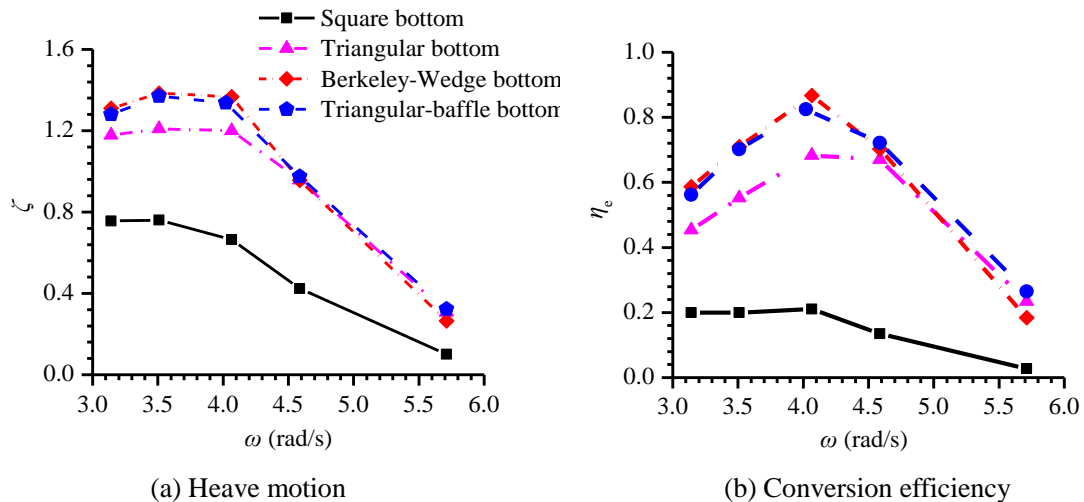 Square bottom
Triangular bottom
Berkeley-Wedge bottom
Triangular-baffle bottom
1.6
1.2
0.8
0.4
0.0
ζ
3.0 3.5 4.0 4.5 5.0 5.5 6.0
ω (rad/s)
(a) Heave motion
1.0
0.8
0.6
0.4
0.2
0.0
ηe
3.0 3.5 4.0 4.5 5.0 5.5 6.0
ω (rad/s)
(b) Conversion efficiency